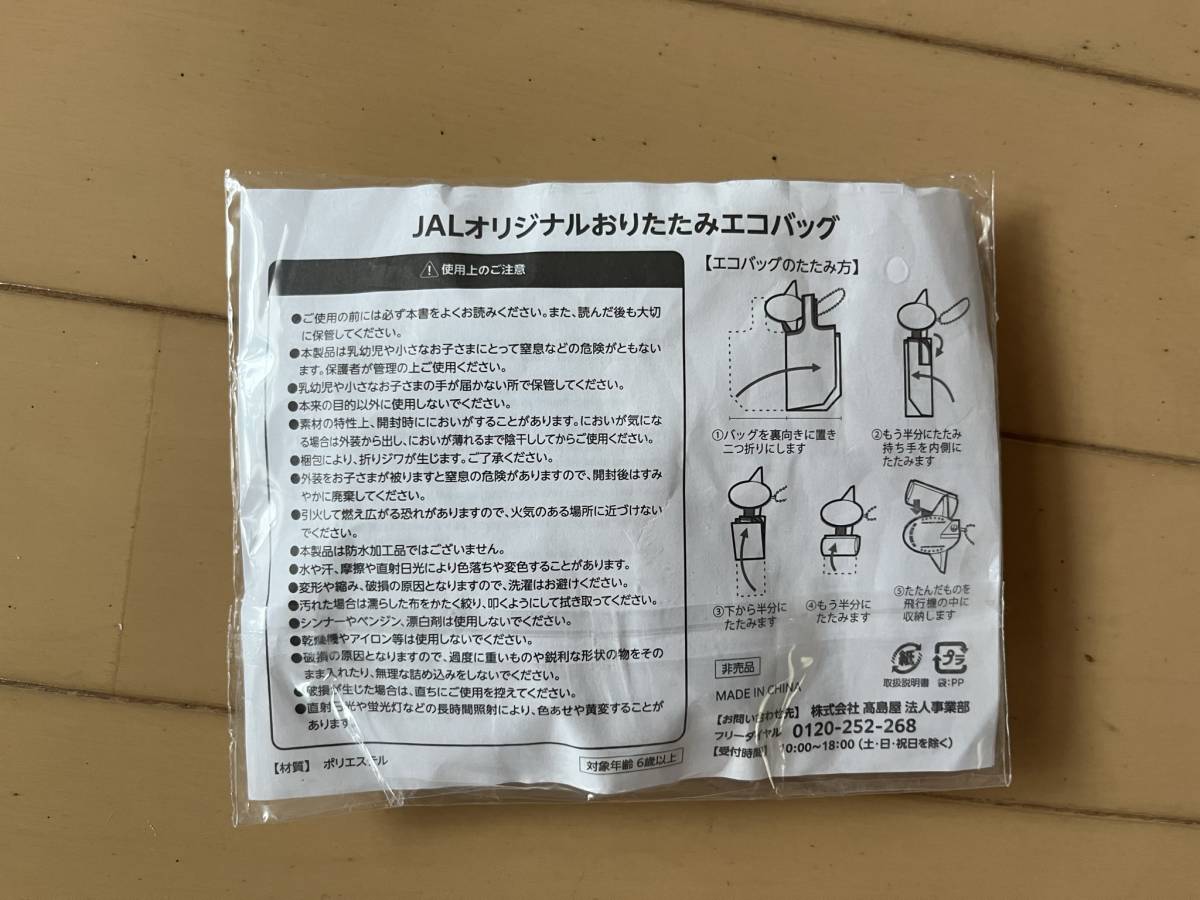 JALオリジナルおりたたみエコバッグ
使用上のご注意
●ご使用の前には必ず本書をよくお読みください。また、読んだ後も大切
に保管してください。
●本製品は乳幼児や小さなお子さまにとって窒息などの危険がともない
ます。保護者が管理の上ご使用ください。
●乳幼児や小さなお子さまの手が届かない所で保管してください。
●本来の目的以外に使用しないでください。
●素材の特性上、開封時ににおいがすることがあります。においが気にな
る場合は外装から出し、においが薄れるまで陰干ししてからご使用ください。
●梱包により、折りジワが生じます。ご了承ください。
●外装をお子さまが被りますと窒息の危険がありますので、開封後はすみ
やかに廃棄してください。
●引火して燃え広がる恐れがありますので、火気のある場所に近づけない
でください。
●本製品は防水加工品ではございません。
●水や汗、摩擦や直射日光により色落ちや変色することがあります。
●変形や縮み、破損の原因となりますので、洗濯はお避けください。
●汚れた場合は濡らした布をかたく絞り、叩くようにして拭き取ってください。
●シンナーやベンジン、漂白剤は使用しないでください。
●乾燥機やアイロン等は使用しないでください。
●破損の原因となりますので、過度に重いものや鋭利な形状の物をその
まま入れたり、無理な詰め込みをしないでください。
●破損が生じた場合は、直ちにご使用を控えてください。
●直射日光や蛍光灯などの長時間照射により、色あせや黄変することが
あります。
【材質】 ポリエステル
対象年齢 6歳以上
【エコバッグのたたみ方】
①バッグを裏向きに置き
二つ折りにします
②もう半分にたたみ
持ち手を内側に
たたみます
③下から半分に
たたみます
④もう半分に
たたみます
⑤たたんだものを
飛行機の中に
収納します
非売品
MADE IN CHINA
紙
取扱説明書
プラ
袋:PP
【お問い合わせ先】 株式会社 高島屋 法人事業部
フリーダイヤル 0120-252-268
【受付時間】 10:00~18:00（土・日・祝日を除く）